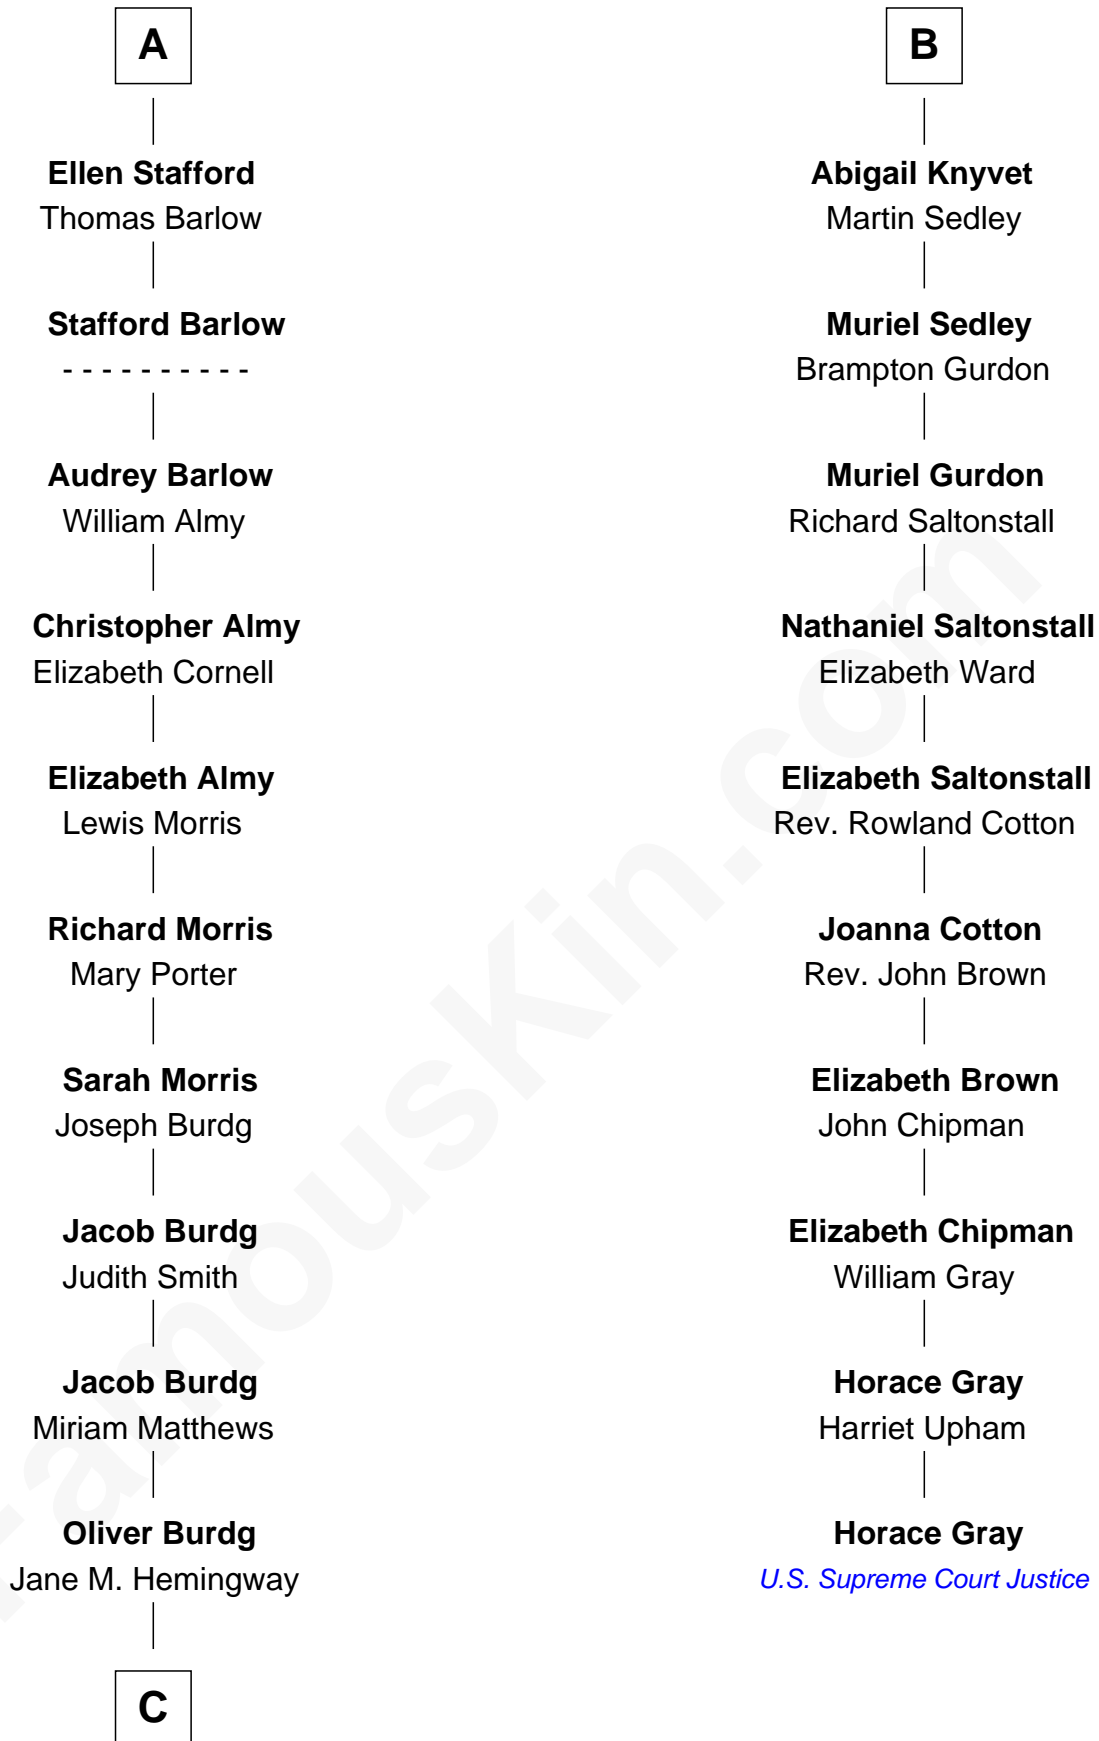 A
Ellen Stafford
Thomas Barlow
Stafford Barlow
- - - - - - - - - -
Audrey Barlow
William Almy
Christopher Almy
Elizabeth Cornell
Elizabeth Almy
Lewis Morris
Richard Morris
Mary Porter
Sarah Morris
Joseph Burdg
Jacob Burdg
Judith Smith
Jacob Burdg
Miriam Matthews
Oliver Burdg
Jane M. Hemingway
C
B
Abigail Knyvet
Martin Sedley
Muriel Sedley
Brampton Gurdon
Muriel Gurdon
Richard Saltonstall
Nathaniel Saltonstall
Elizabeth Ward
Elizabeth Saltonstall
Rev. Rowland Cotton
Joanna Cotton
Rev. John Brown
Elizabeth Brown
John Chipman
Elizabeth Chipman
William Gray
Horace Gray
Harriet Upham
Horace Gray
U.S. Supreme Court Justice
FamousKin.com